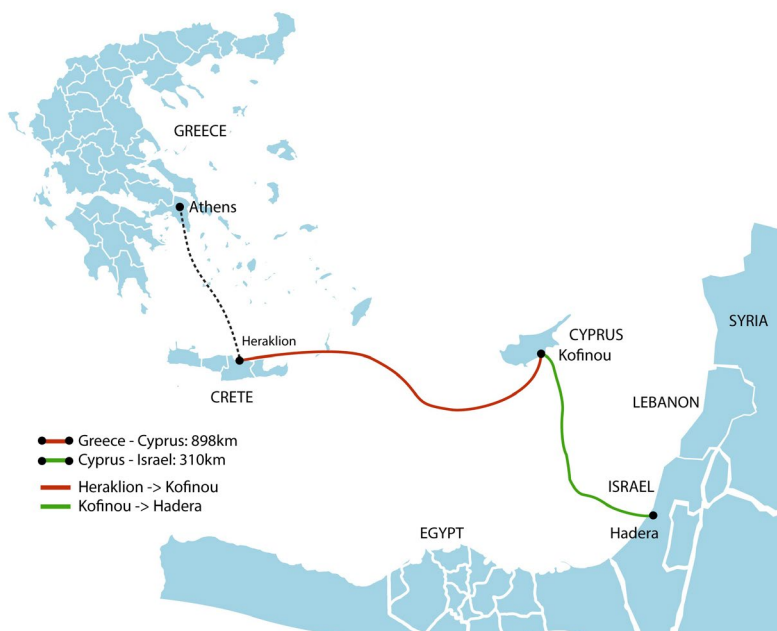 GREECE
Athens
Heraklion
CRETE
CYPRUS
Kofinou
SYRIA
LEBANON
Greece - Cyprus: 898km
Cyprus - Israel: 310km
Heraklion -> Kofinou
Kofinou -> Hadera
ISRAEL
Hadera
EGYPT